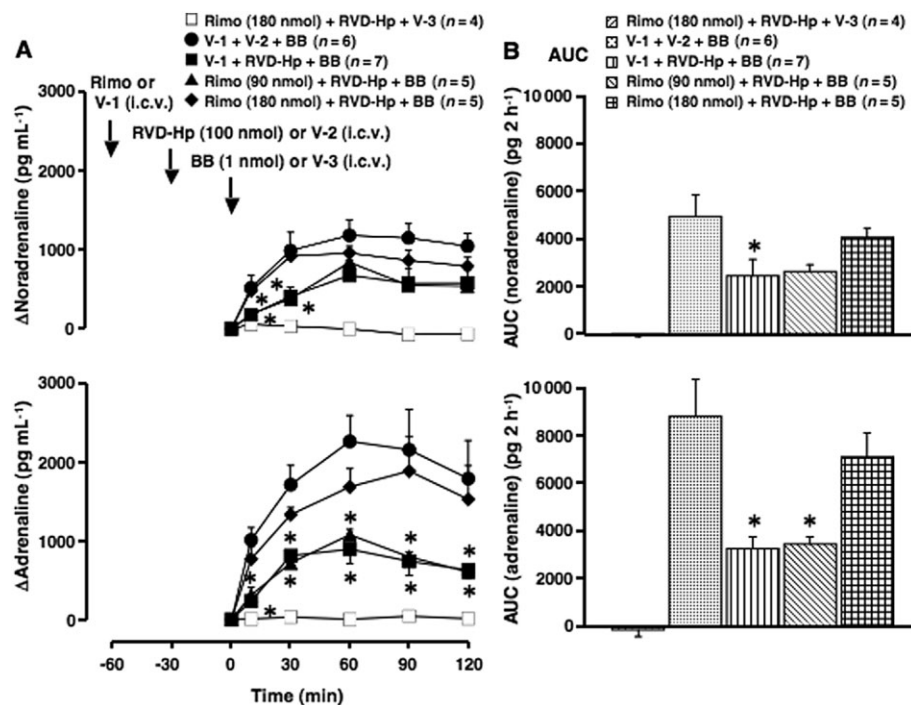 A
Rimo (180 nmol) + RVD-Hp + V-3 (n = 4)
V-1 + V-2 + BB (n = 6)
V-1 + RVD-Hp + BB (n = 7)
Rimo (90 nmol) + RVD-Hp + BB (n = 5)
Rimo (180 nmol) + RVD-Hp + BB (n = 5)
Rimo or
V-1 (i.c.v.)
RVD-Hp (100 nmol) or V-2 (i.c.v.)
BB (1 nmol) or V-3 (i.c.v.)
ΔNoradrenaline (pg mL-1)
3000
2000
1000
0
*
*
*
*
ΔAdrenaline (pg mL-1)
3000
2000
1000
0
* * * *
* * * * *
*
-60 -30 0 30 60 90 120
Time (min)
B AUC
Rimo (180 nmol) + RVD-Hp + V-3 (n = 4)
V-1 + V-2 + BB (n = 6)
V-1 + RVD-Hp + BB (n = 7)
Rimo (90 nmol) + RVD-Hp + BB (n = 5)
Rimo (180 nmol) + RVD-Hp + BB (n = 5)
AUC (noradrenaline) (pg 2 h-1)
10 000
8000
6000
4000
2000
0
*
AUC (adrenaline) (pg 2 h-1)
10 000
8000
6000
4000
2000
0
* *